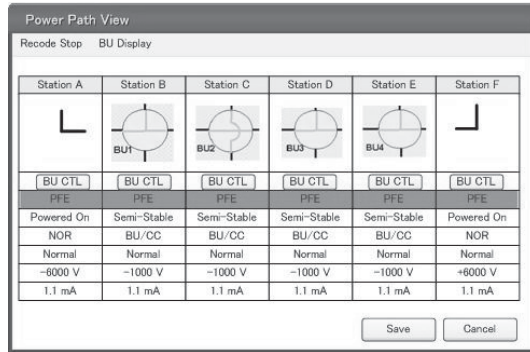 Power Path View
Recode Stop BU Display
Station A Station B Station C Station D Station E Station F
BU1 BU2 BU3 BU4
BU CTL BU CTL BU CTL BU CTL BU CTL BU CTL
PFE PFE PFE PFE PFE PFE
Powered On Semi-Stable Semi-Stable Semi-Stable Semi-Stable Powered On
NOR BU/CC BU/CC BU/CC BU/CC NOR
Normal Normal Normal Normal Normal Normal
-6000 V -1000 V -1000 V -1000 V -1000 V +6000 V
1.1 mA 1.1 mA 1.1 mA 1.1 mA 1.1 mA 1.1 mA
Save Cancel